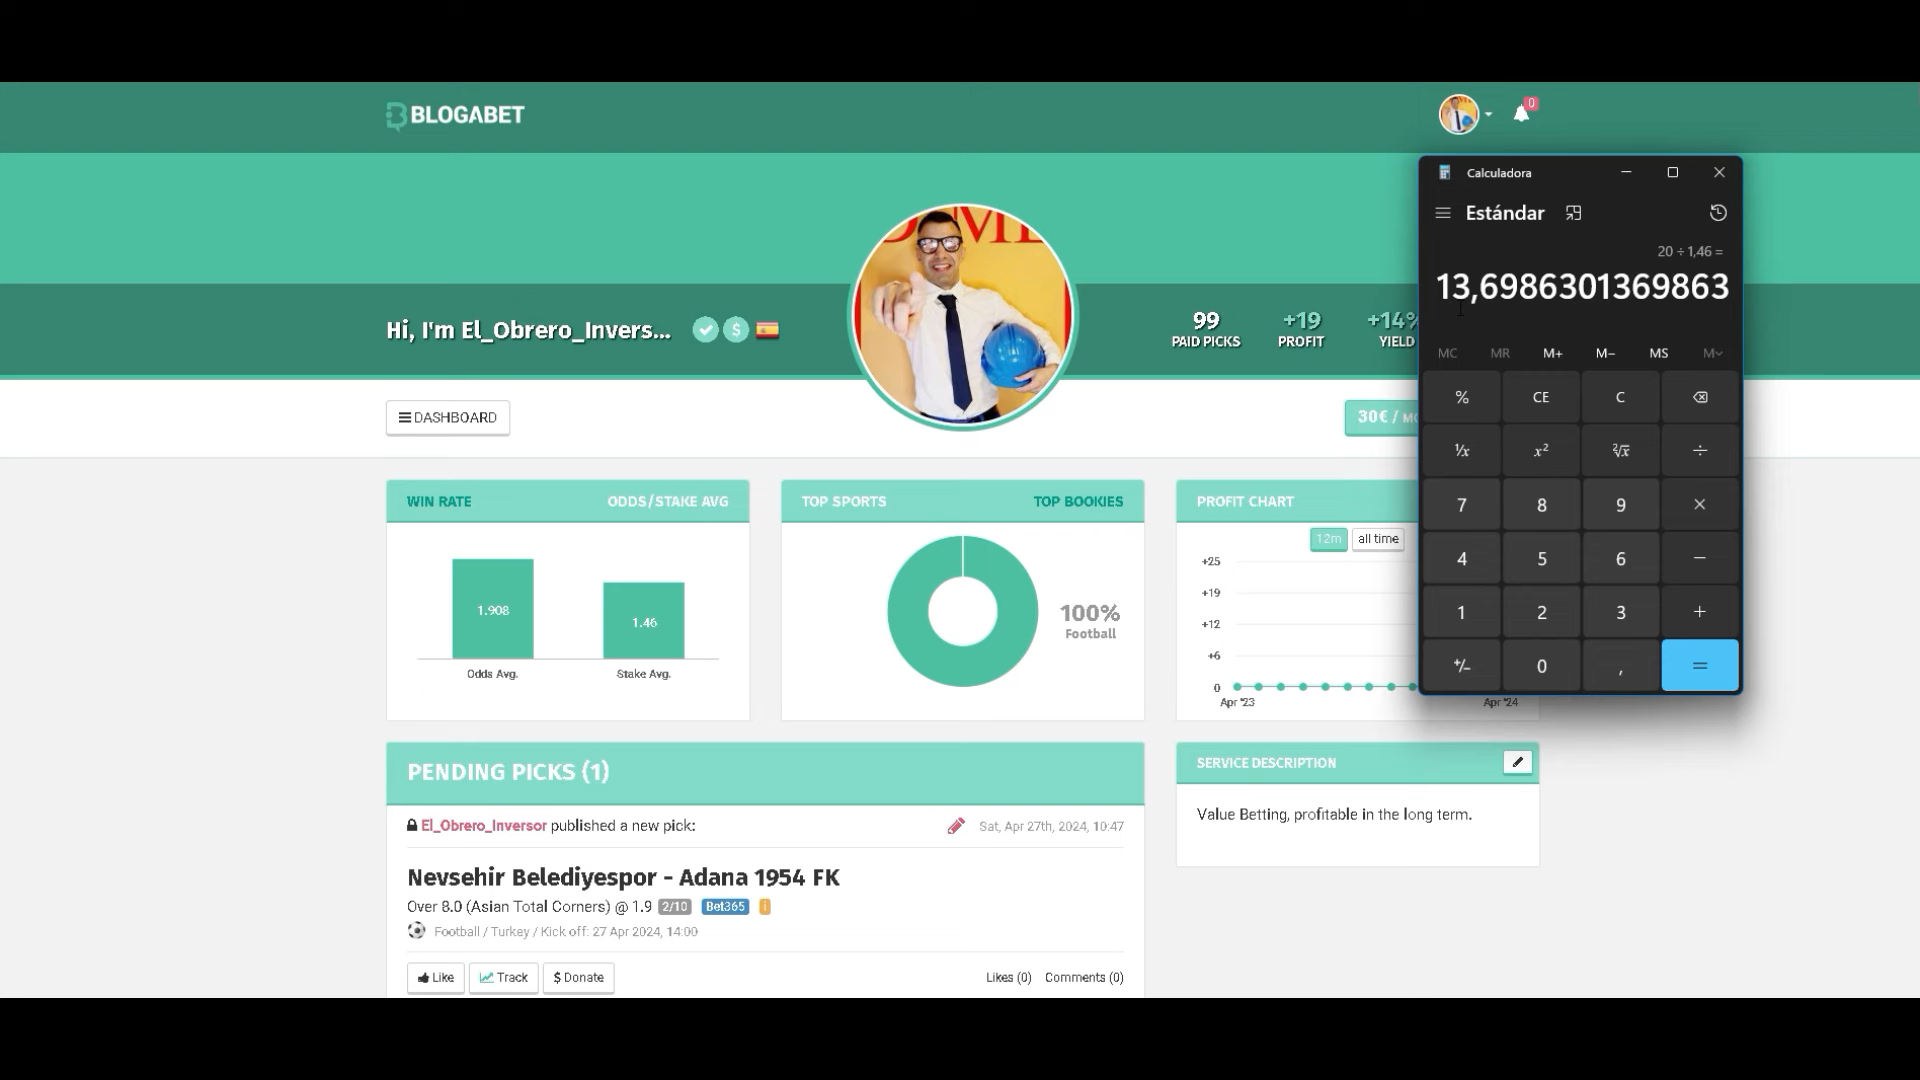 BLOGABET
0
Calculadora
Estándar
20 ÷ 1,46 =
13,6986301369863
MC MR M+ M− MS M
% CE C
¹/x x² ²√x ÷
7 8 9 ×
4 5 6 −
1 2 3 +
+/− 0 , =
Hi, I'm El_Obrero_Invers...
$
99
PAID PICKS
+19
PROFIT
+14%
YIELD
DASHBOARD
30€ /
WIN RATE
ODDS/STAKE AVG
1.908
1.46
Odds Avg.
Stake Avg.
TOP SPORTS
TOP BOOKIES
100%
Football
PROFIT CHART
12m
all time
+25
+19
+12
+6
0
Apr '23
Apr '24
PENDING PICKS (1)
El_Obrero_Inversor published a new pick:
Sat, Apr 27th, 2024, 10:47
Nevsehir Belediyespor - Adana 1954 FK
Over 8.0 (Asian Total Corners) @ 1.9 2/10 Bet365 i
Football / Turkey / Kick off: 27 Apr 2024, 14:00
Like
Track
$ Donate
Likes (0)
Comments (0)
SERVICE DESCRIPTION
Value Betting, profitable in the long term.